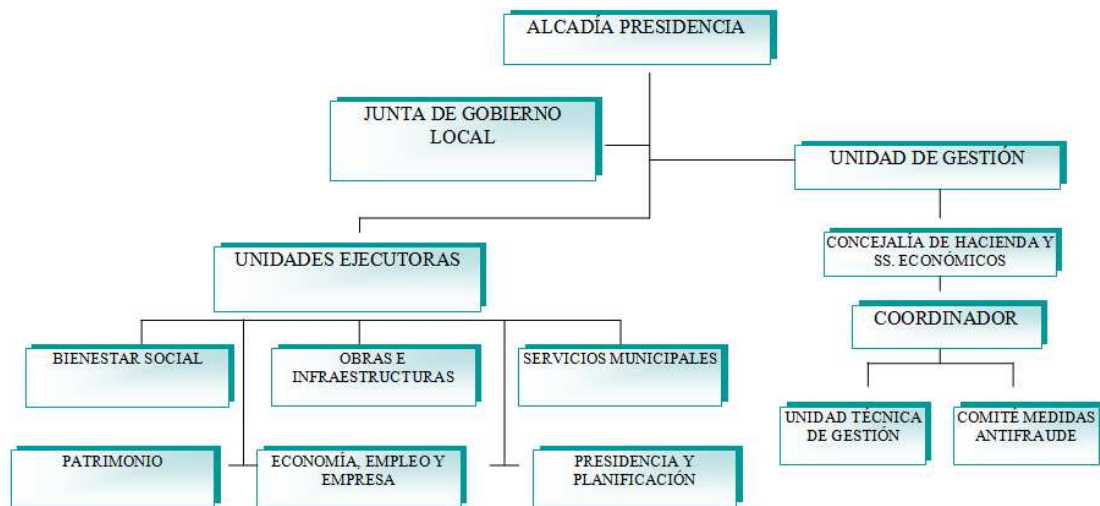 ALCADÍA PRESIDENCIA
JUNTA DE GOBIERNO
LOCAL
UNIDAD DE GESTIÓN
UNIDADES EJECUTORAS
CONCEJALÍA DE HACIENDA Y
SS. ECONÓMICOS
COORDINADOR
BIENESTAR SOCIAL
OBRAS E
INFRAESTRUCTURAS
SERVICIOS MUNICIPALES
UNIDAD TÉCNICA
DE GESTIÓN
COMITÉ MEDIDAS
ANTIFRAUDE
PATRIMONIO
ECONOMÍA, EMPLEO Y
EMPRESA
PRESIDENCIA Y
PLANIFICACIÓN